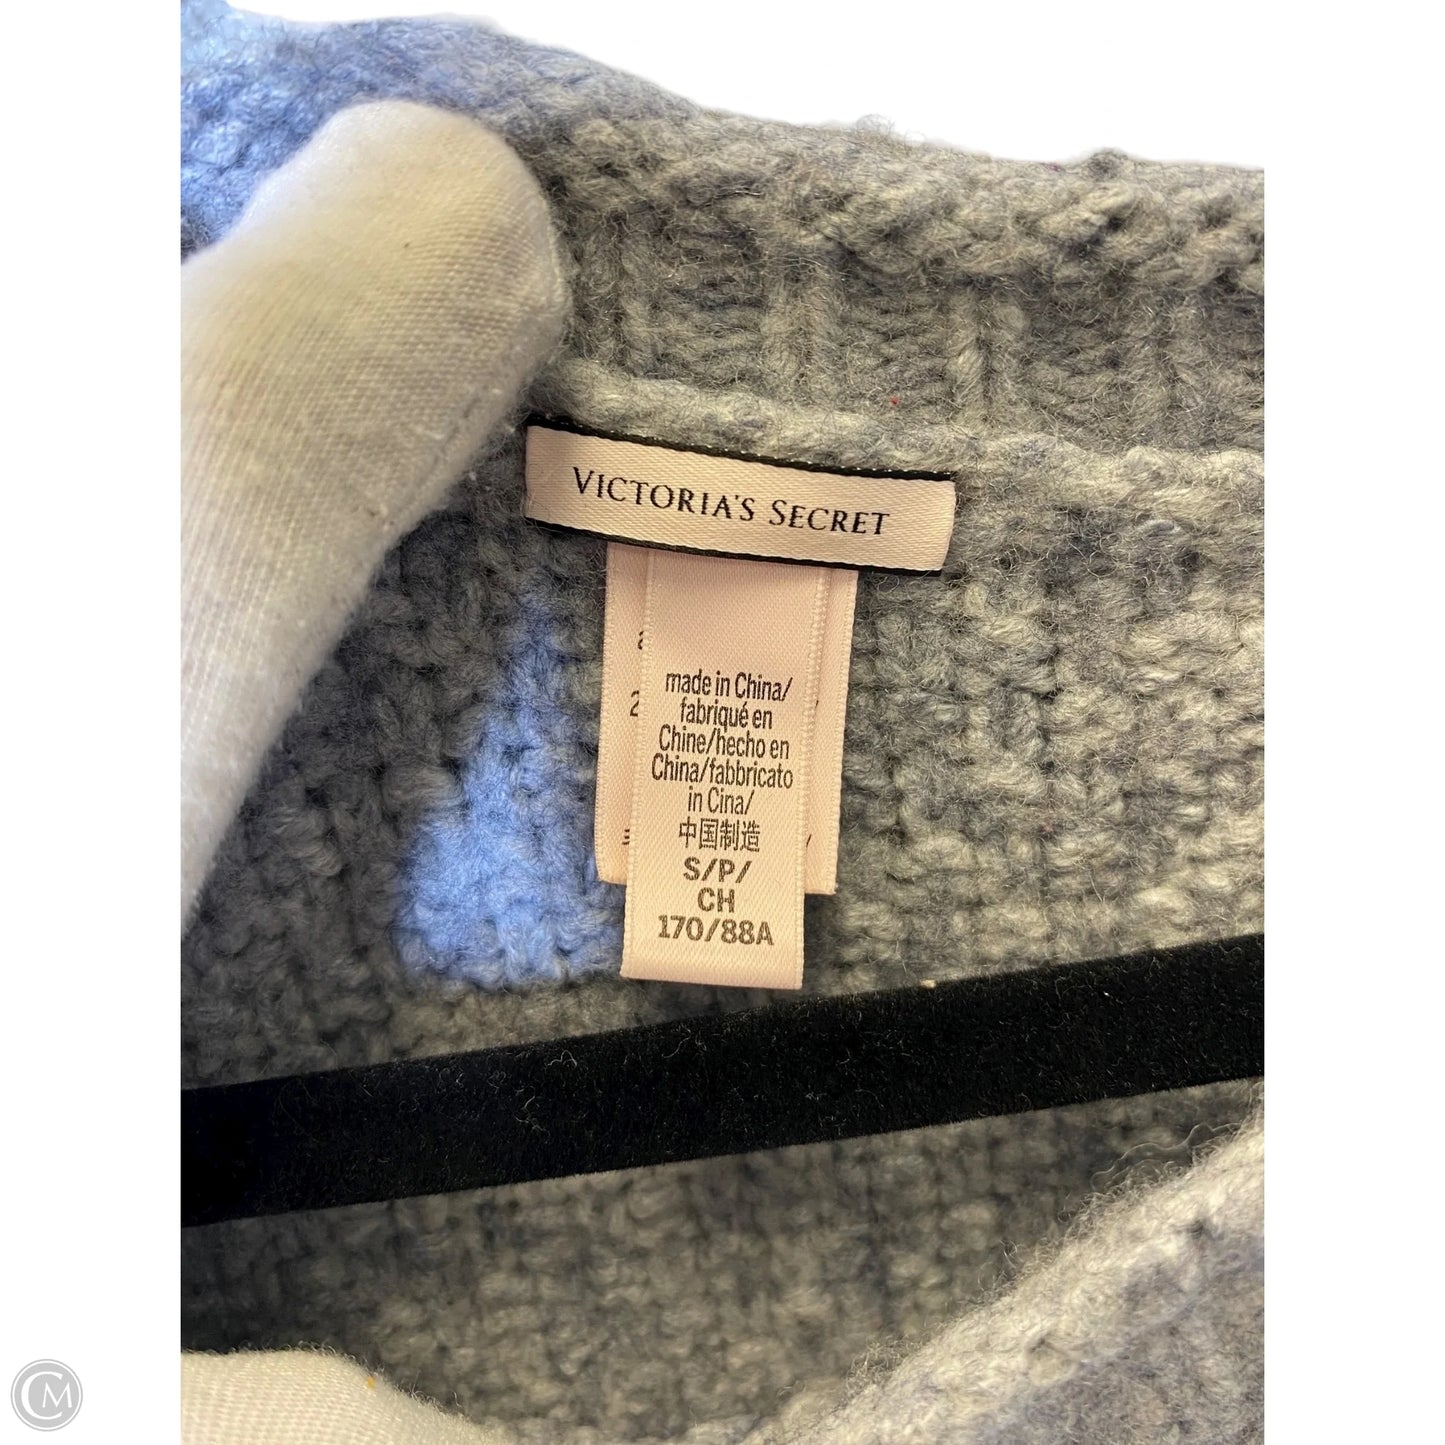 VICTORIA'S SECRET
made in China/
fabriqué en
Chine/hecho en
China/fabbricato
in Cina/
中国制造
S/P/
CH
170/88A
CM